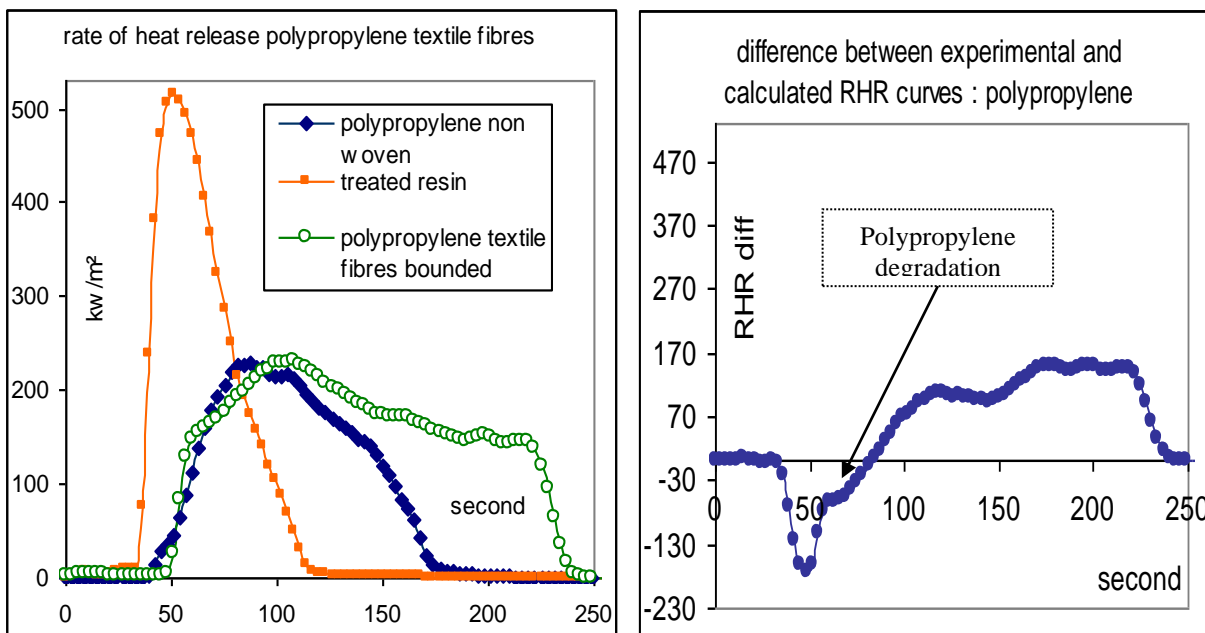 rate of heat release polypropylene textile fibres
500
400
300
200
100
0
kw /m²
polypropylene non
woven
treated resin
polypropylene textile
fibres bounded
second
0 50 100 150 200 250
difference between experimental and
calculated RHR curves : polypropylene
470
370
270
170
70
-30
-130
-230
RHR diff
Polypropylene
degradation
0 50 100 150 200 250
second